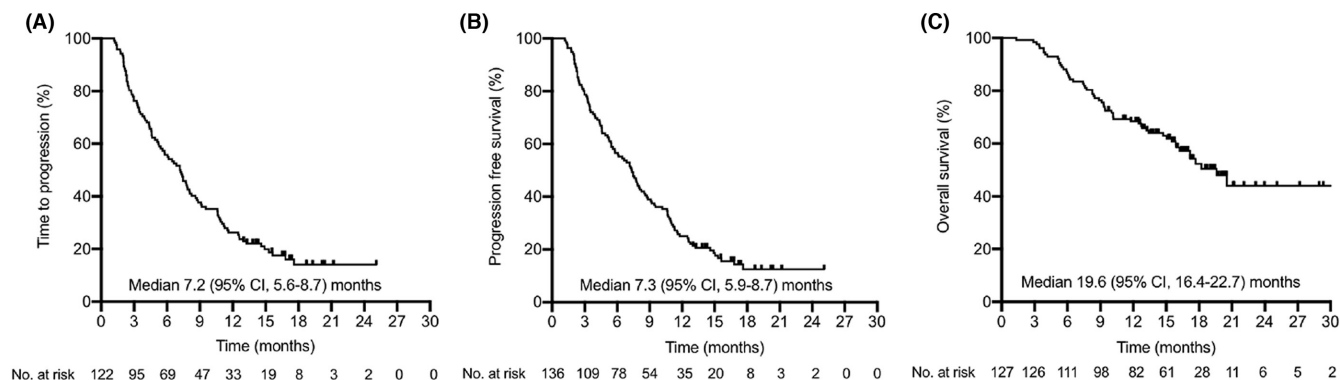 (A)
Time to progression (%)
100
80
60
40
20
0
Median 7.2 (95% CI, 5.6-8.7) months
0 3 6 9 12 15 18 21 24 27 30
Time (months)
No. at risk 122 95 69 47 33 19 8 3 2 0 0
(B)
Progression free survival (%)
100
80
60
40
20
0
Median 7.3 (95% CI, 5.9-8.7) months
0 3 6 9 12 15 18 21 24 27 30
Time (months)
No. at risk 136 109 78 54 35 20 8 3 2 0 0
(C)
Overall survival (%)
100
80
60
40
20
0
Median 19.6 (95% CI, 16.4-22.7) months
0 3 6 9 12 15 18 21 24 27 30
Time (months)
No. at risk 127 126 111 98 82 61 28 11 6 5 2